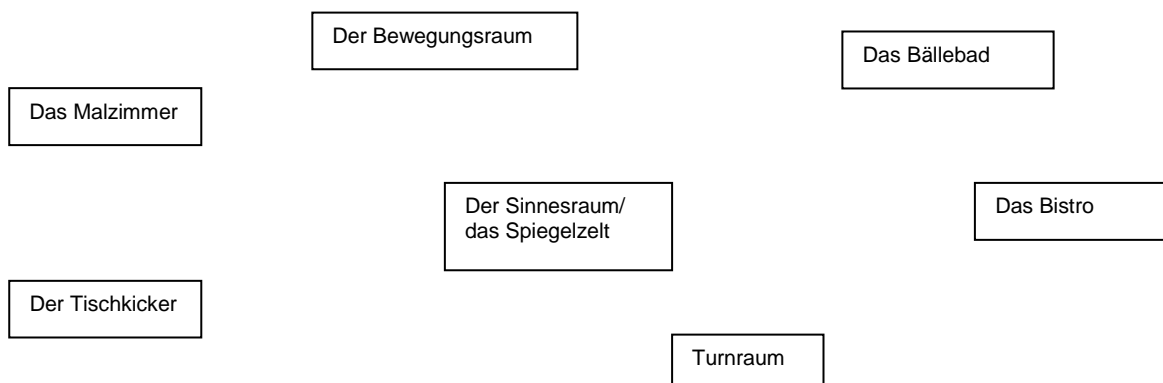 Der Bewegungsraum
Das Bällebad
Das Malzimmer
Der Sinnesraum/
das Spiegelzelt
Das Bistro
Der Tischkicker
Turnraum